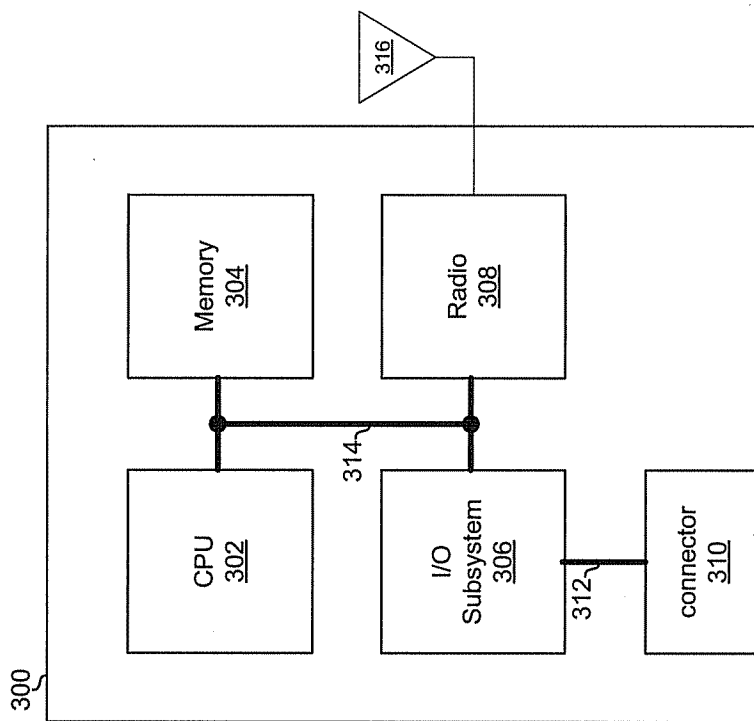 300
CPU
302
Memory
304
314
I/O
Subsystem
306
Radio
308
316
312
connector
310